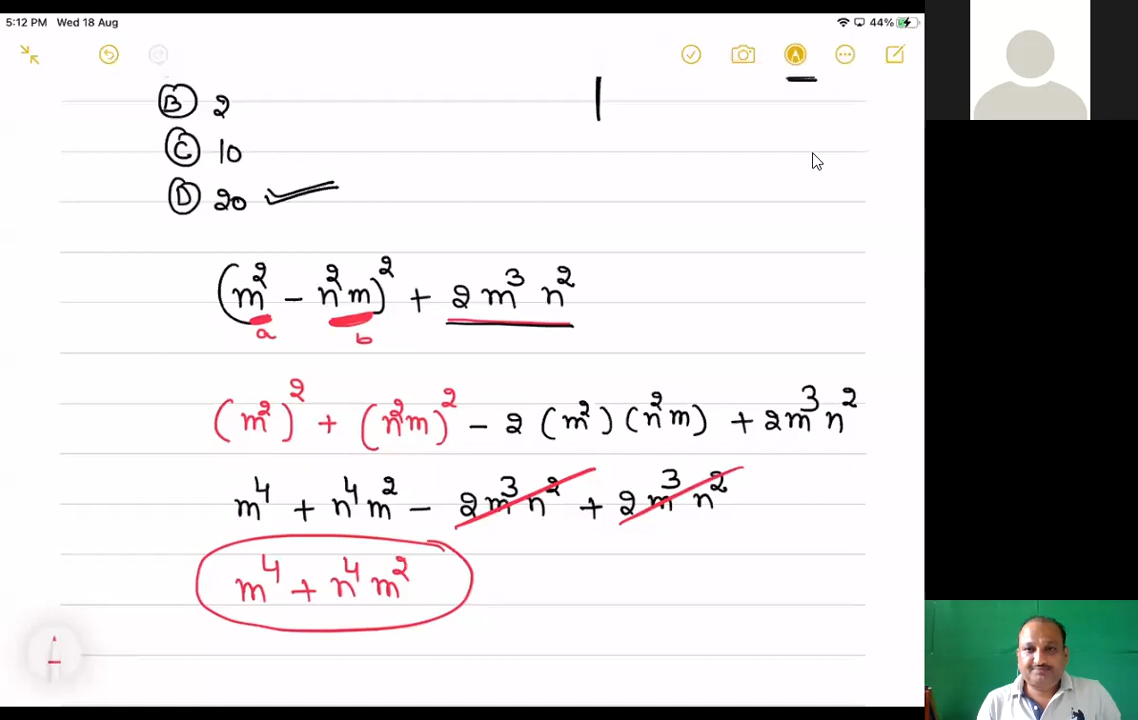 5:12 PM Wed 18 Aug 44%
B 2
C 10
D 20
(m² - n²m)² + 2m³n²
a b
(m²)² + (n²m)² - 2(m²)(n²m) + 2m³n²
m⁴ + n⁴m² - 2m³n² + 2m³n²
m⁴ + n⁴m²